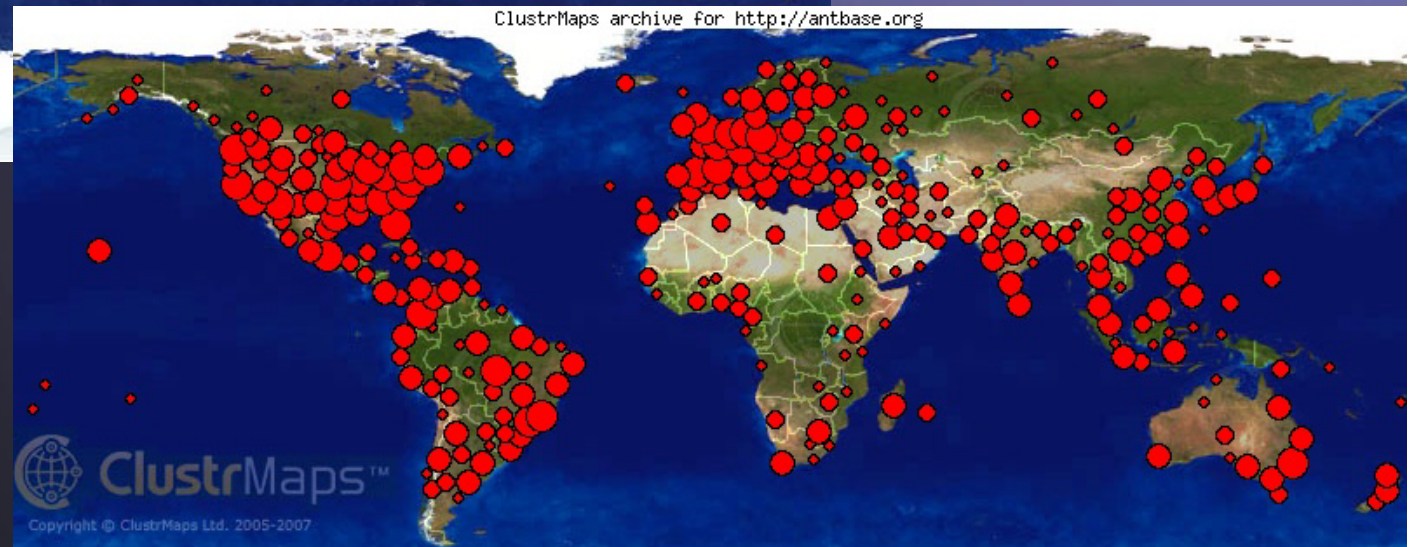 ClustrMaps archive for http://antbase.org
ClustrMaps™
Copyright © ClustrMaps Ltd. 2005-2007